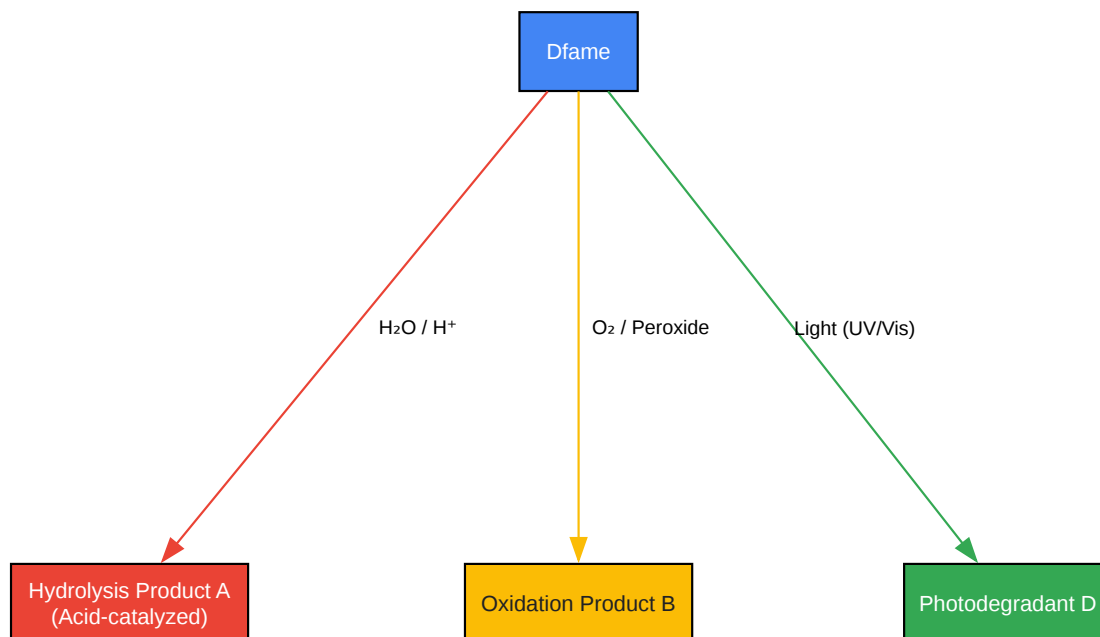 Dfame
H₂O / H⁺
O₂ / Peroxide
Light (UV/Vis)
Hydrolysis Product A
(Acid-catalyzed)
Oxidation Product B
Photodegradant D